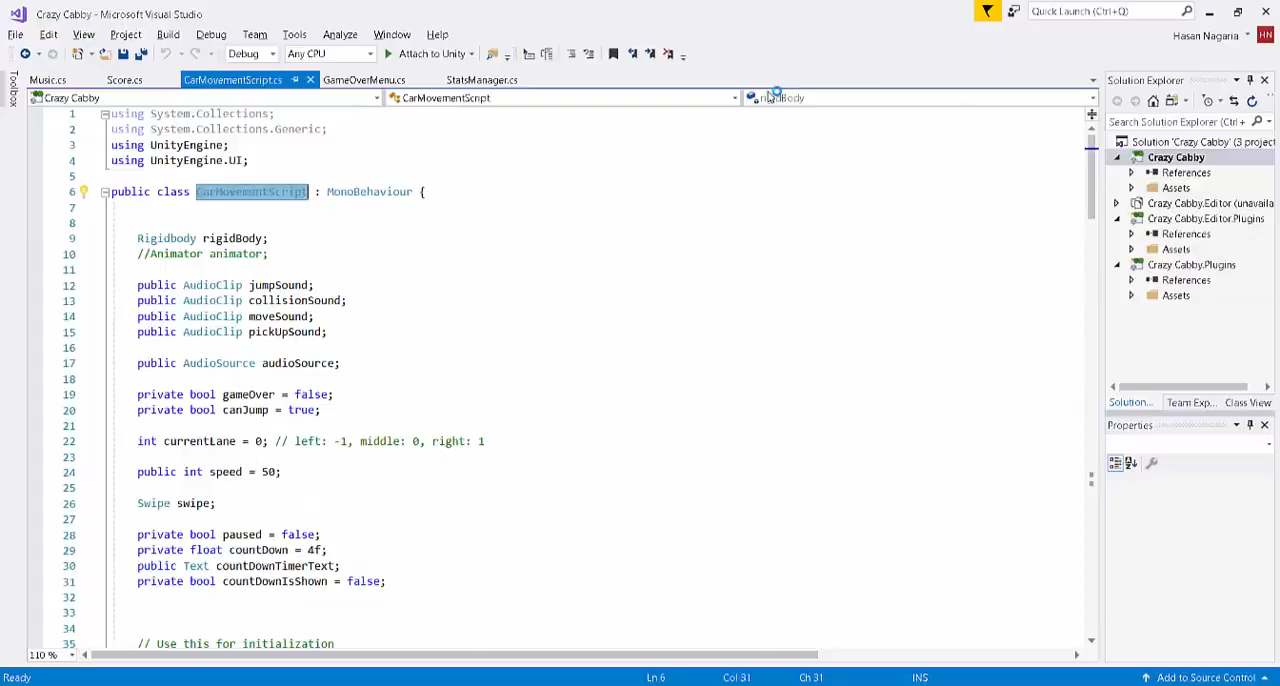 Crazy Cabby - Microsoft Visual Studio
Quick Launch (Ctrl+Q)
File Edit View Project Build Debug Team Tools Analyze Window Help
Hasan Nagaria HN
Debug Any CPU Attach to Unity
Toolbox
Music.cs Score.cs CarMovementScript.cs GameOverMenu.cs StatsManager.cs
Crazy Cabby CarMovementScript rigidBody
1 using System.Collections;
2 using System.Collections.Generic;
3 using UnityEngine;
4 using UnityEngine.UI;
5
6 public class CarMovementScript : MonoBehaviour {
7
8
9 Rigidbody rigidBody;
10 //Animator animator;
11
12 public AudioClip jumpSound;
13 public AudioClip collisionSound;
14 public AudioClip moveSound;
15 public AudioClip pickUpSound;
16
17 public AudioSource audioSource;
18
19 private bool gameOver = false;
20 private bool canJump = true;
21
22 int currentLane = 0; // left: -1, middle: 0, right: 1
23
24 public int speed = 50;
25
26 Swipe swipe;
27
28 private bool paused = false;
29 private float countDown = 4f;
30 public Text countDownTimerText;
31 private bool countDownIsShown = false;
32
33
34
35 // Use this for initialization
110 %
Solution Explorer
Search Solution Explorer (Ctrl+
Solution 'Crazy Cabby' (3 project
Crazy Cabby
References
Assets
Crazy Cabby.Editor (unavaila
Crazy Cabby.Editor.Plugins
References
Assets
Crazy Cabby.Plugins
References
Assets
Solution... Team Exp... Class View
Properties
Ready Ln 6 Col 31 Ch 31 INS Add to Source Control